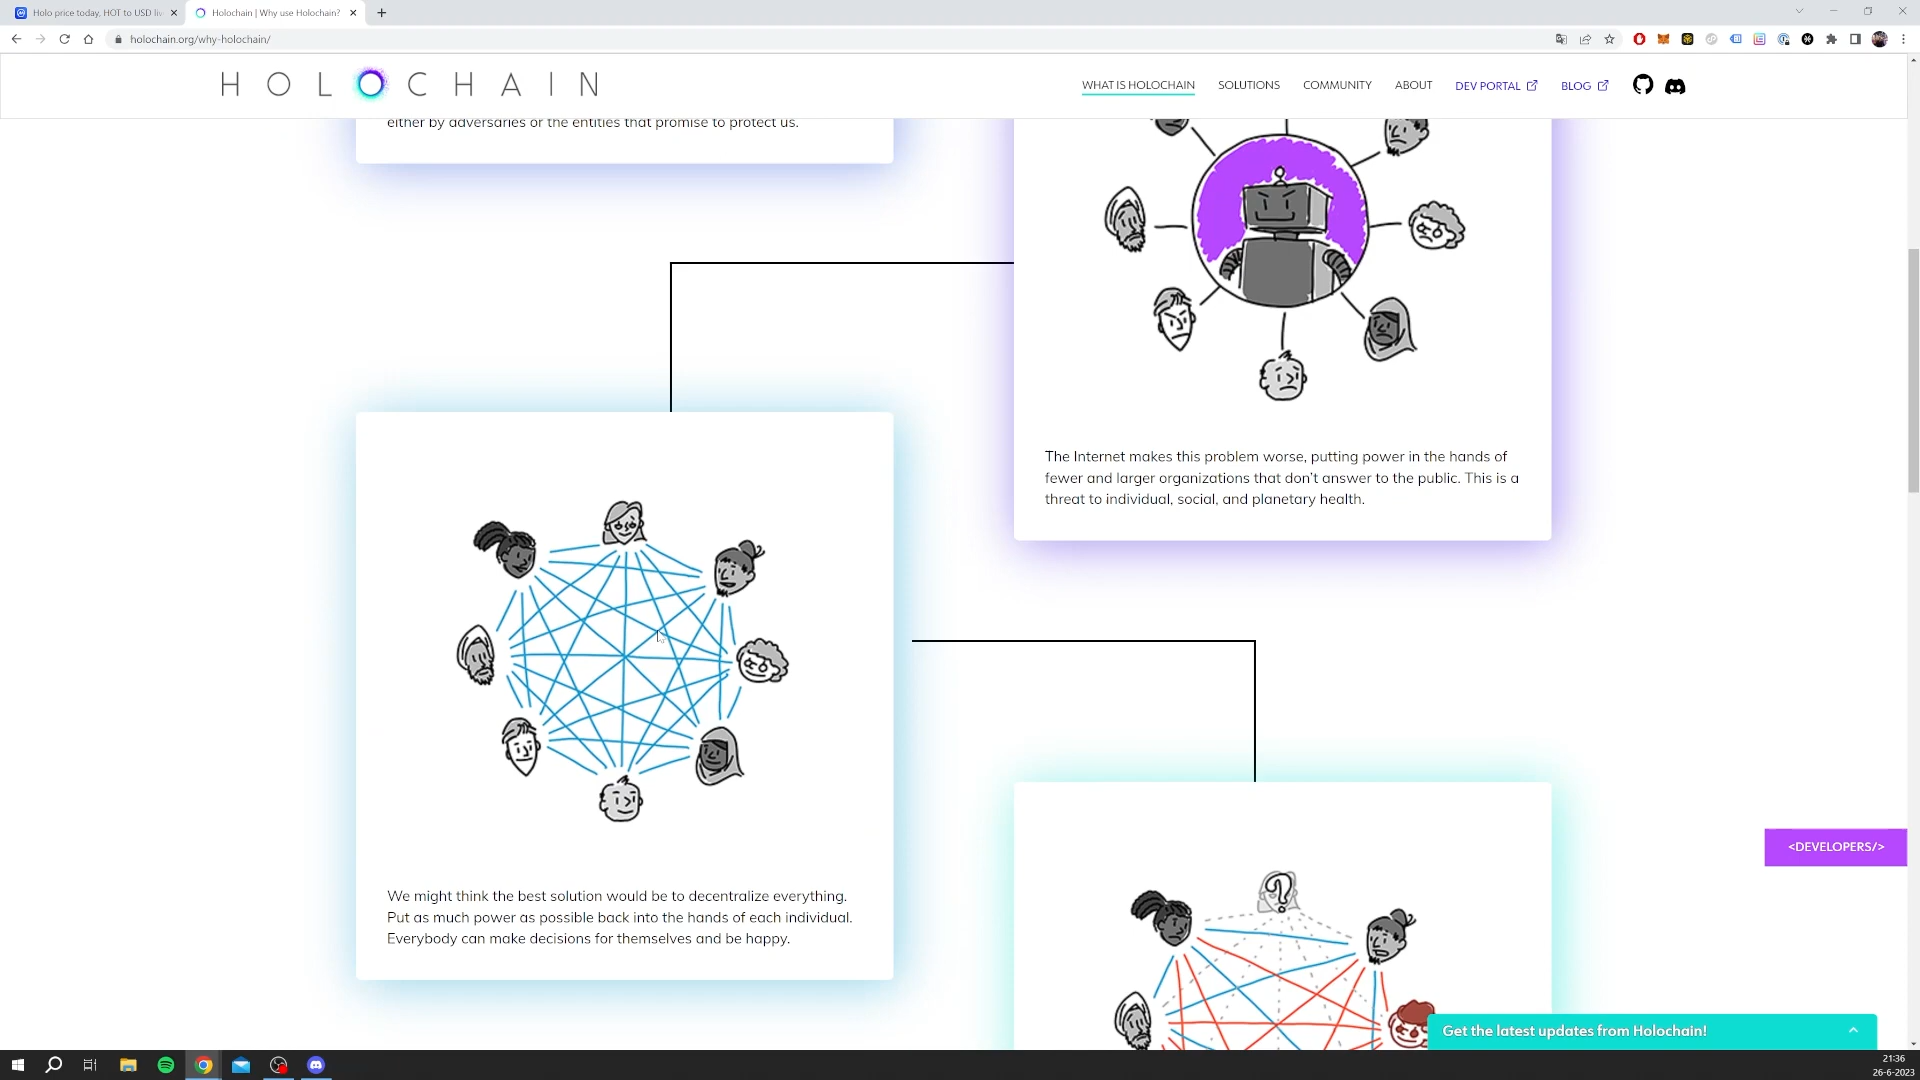 Holo price today, HOT to USD liv
Holochain | Why use Holochain?
holochain.org/why-holochain/
HOLOCHAIN
WHAT IS HOLOCHAIN
SOLUTIONS
COMMUNITY
ABOUT
DEV PORTAL
BLOG
either by adversaries or the entities that promise to protect us.
The Internet makes this problem worse, putting power in the hands of
fewer and larger organizations that don't answer to the public. This is a
threat to individual, social, and planetary health.
We might think the best solution would be to decentralize everything.
Put as much power as possible back into the hands of each individual.
Everybody can make decisions for themselves and be happy.
?
<DEVELOPERS/>
Get the latest updates from Holochain!
21:36
26-6-2023